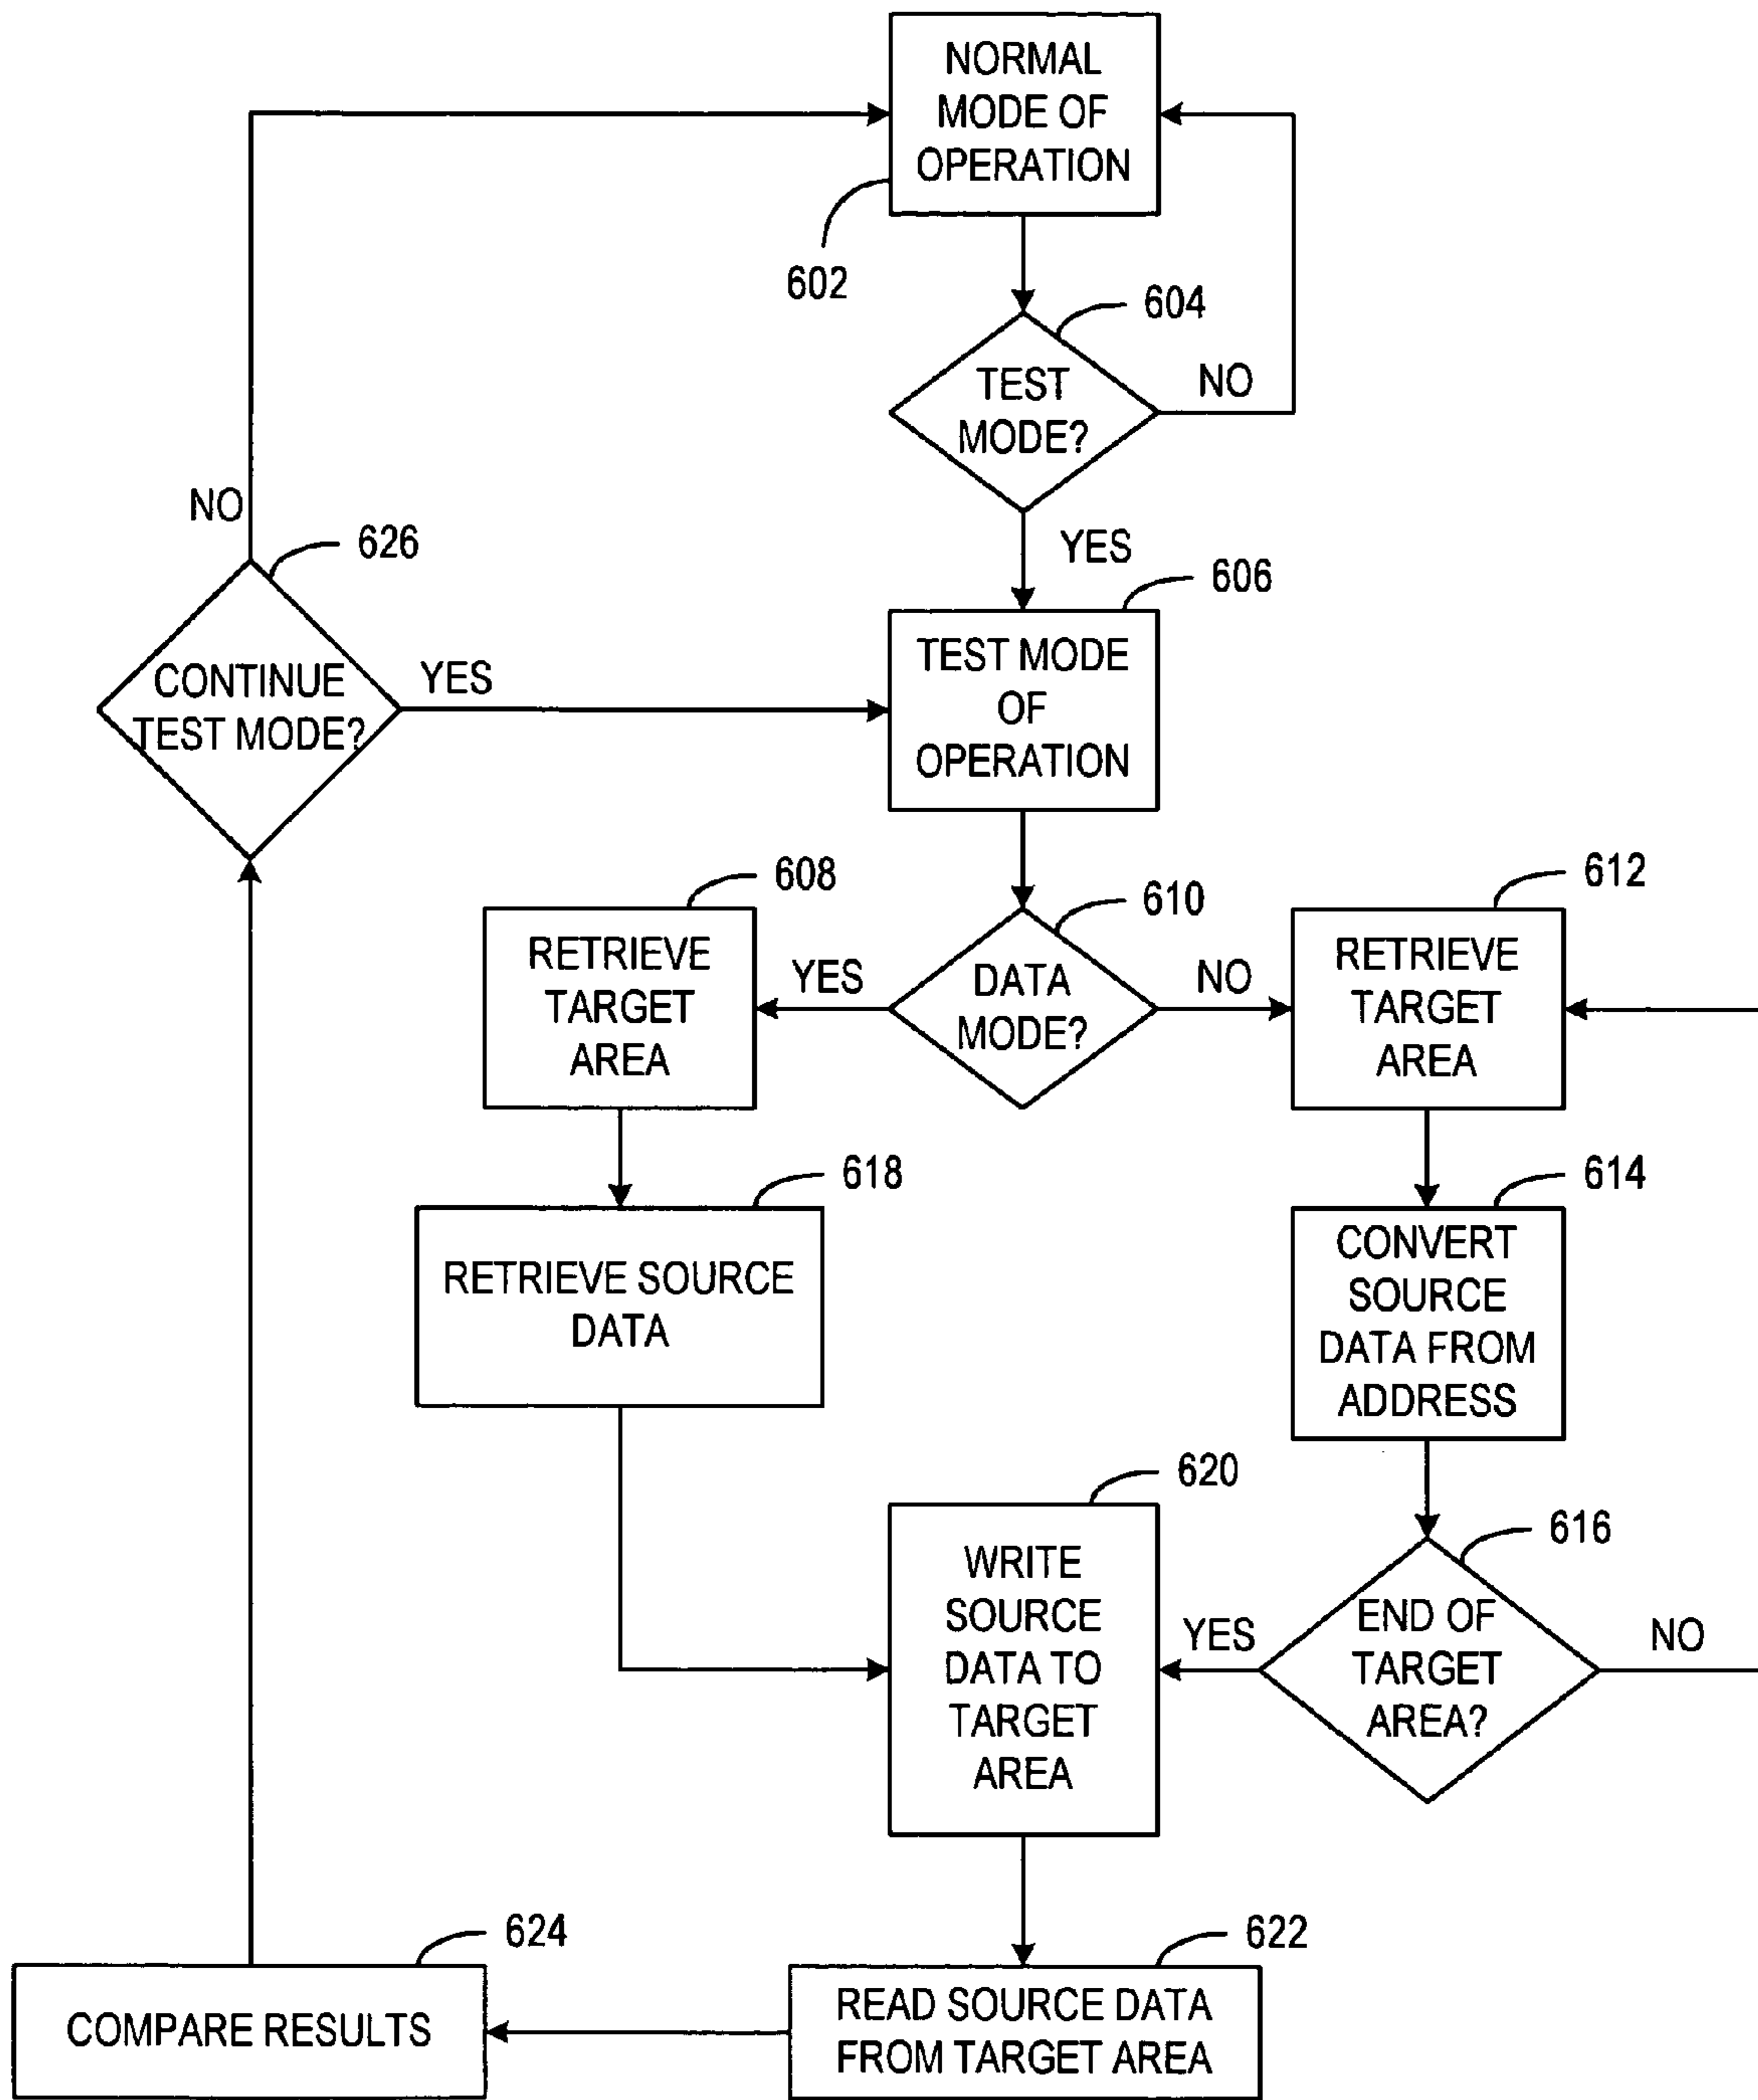 NORMAL
MODE OF
OPERATION
602
604
TEST
MODE?
NO
YES
NO
626
606
CONTINUE
TEST MODE?
YES
TEST MODE
OF
OPERATION
608
610
612
RETRIEVE
TARGET
AREA
YES
DATA
MODE?
NO
RETRIEVE
TARGET
AREA
618
614
RETRIEVE SOURCE
DATA
CONVERT
SOURCE
DATA FROM
ADDRESS
620
616
WRITE
SOURCE
DATA TO
TARGET
AREA
YES
END OF
TARGET
AREA?
NO
624
622
COMPARE RESULTS
READ SOURCE DATA
FROM TARGET AREA